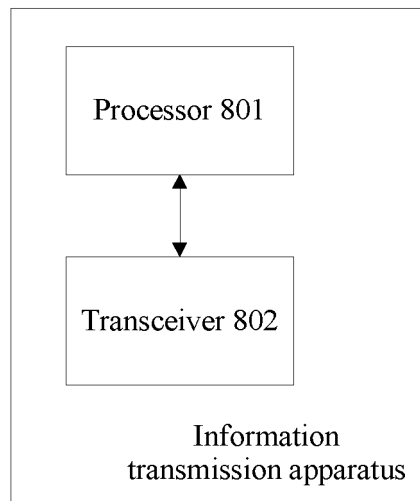 Processor 801
Transceiver 802
Information
transmission apparatus